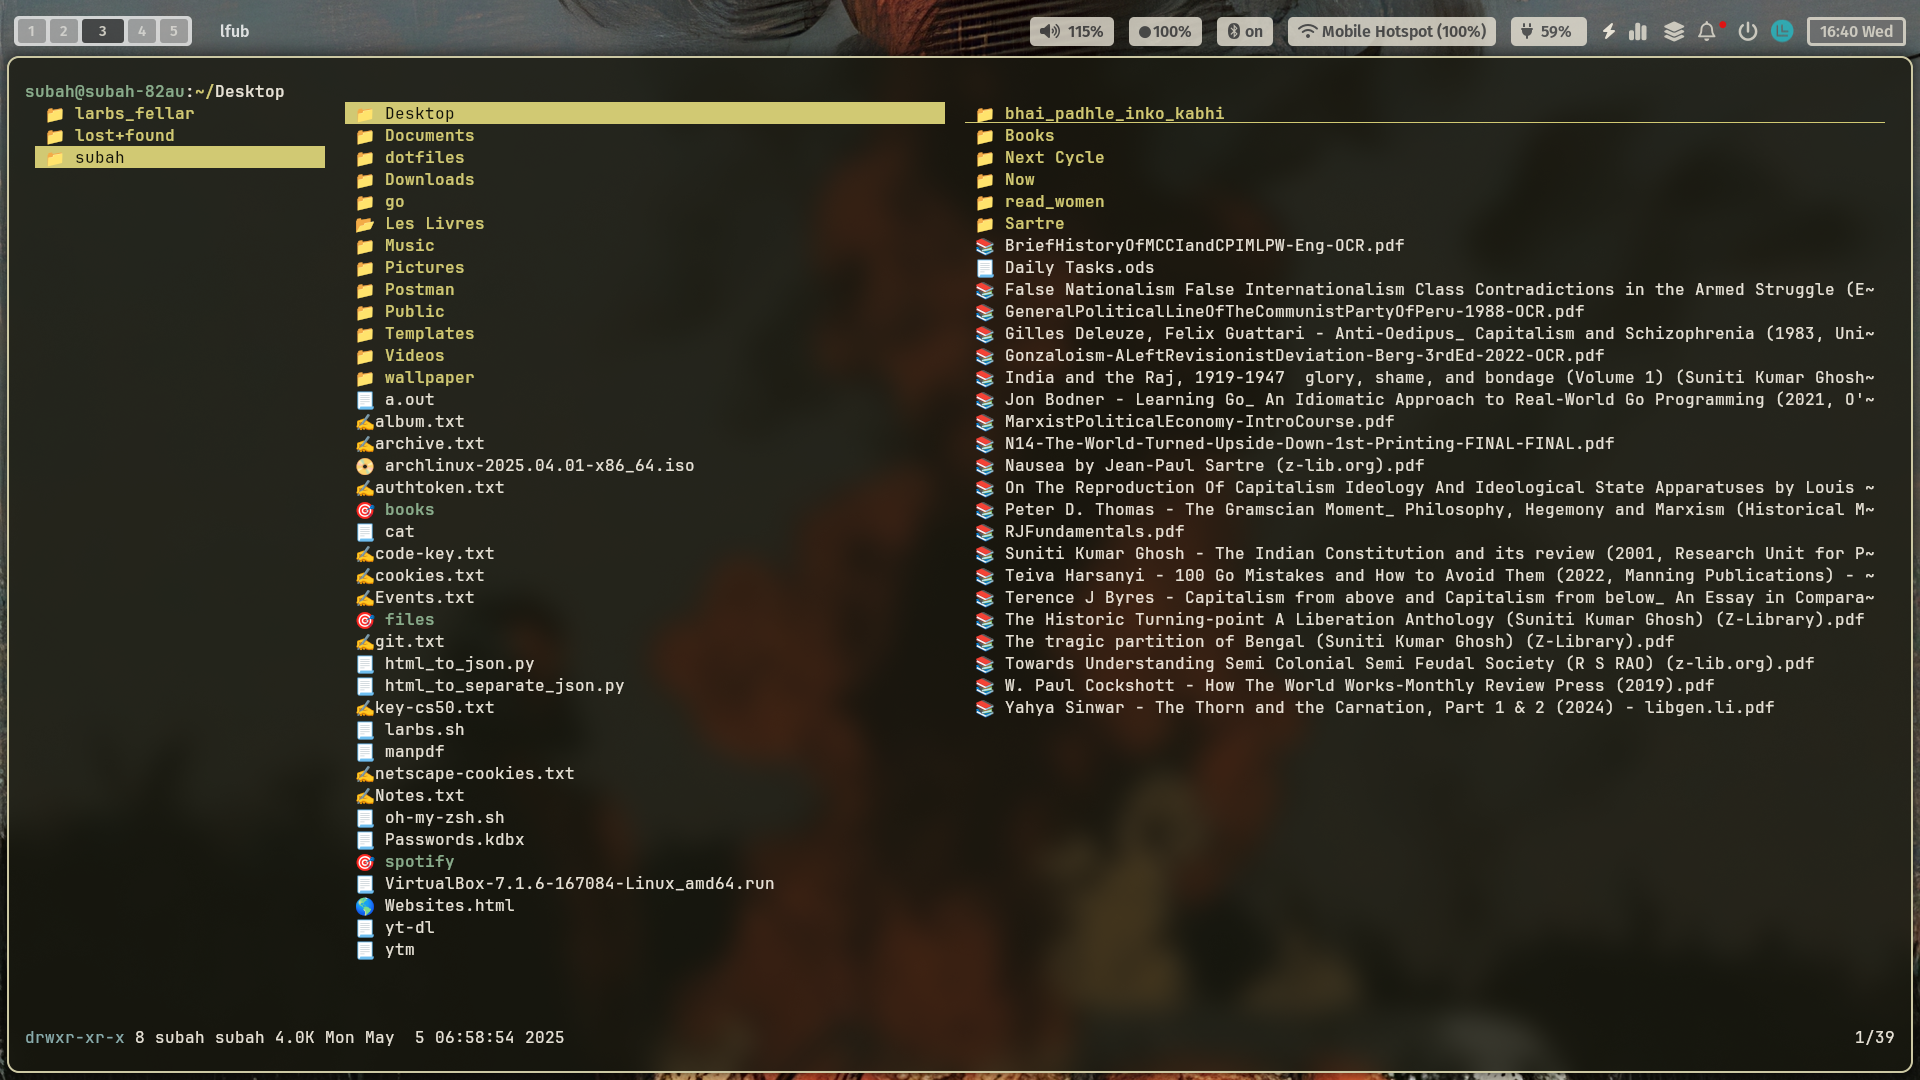 1 2 3 4 5 lfub 115% 100% on Mobile Hotspot (100%) 59% 16:40 Wed
subah@subah-82au:~/Desktop
larbs_fellar
lost+found
subah
Desktop
Documents
dotfiles
Downloads
go
Les Livres
Music
Pictures
Postman
Public
Templates
Videos
wallpaper
a.out
album.txt
archive.txt
archlinux-2025.04.01-x86_64.iso
authtoken.txt
books
cat
code-key.txt
cookies.txt
Events.txt
files
git.txt
html_to_json.py
html_to_separate_json.py
key-cs50.txt
larbs.sh
manpdf
netscape-cookies.txt
Notes.txt
oh-my-zsh.sh
Passwords.kdbx
spotify
VirtualBox-7.1.6-167084-Linux_amd64.run
Websites.html
yt-dl
ytm
bhai_padhle_inko_kabhi
Books
Next Cycle
Now
read_women
Sartre
BriefHistoryOfMCCIandCPIMLPW-Eng-OCR.pdf
Daily Tasks.ods
False Nationalism False Internationalism Class Contradictions in the Armed Struggle (E~
GeneralPoliticalLineOfTheCommunistPartyOfPeru-1988-OCR.pdf
Gilles Deleuze, Felix Guattari - Anti-Oedipus_ Capitalism and Schizophrenia (1983, Uni~
Gonzaloism-ALeftRevisionistDeviation-Berg-3rdEd-2022-OCR.pdf
India and the Raj, 1919-1947  glory, shame, and bondage (Volume 1) (Suniti Kumar Ghosh~
Jon Bodner - Learning Go_ An Idiomatic Approach to Real-World Go Programming (2021, O'~
MarxistPoliticalEconomy-IntroCourse.pdf
N14-The-World-Turned-Upside-Down-1st-Printing-FINAL-FINAL.pdf
Nausea by Jean-Paul Sartre (z-lib.org).pdf
On The Reproduction Of Capitalism Ideology And Ideological State Apparatuses by Louis ~
Peter D. Thomas - The Gramscian Moment_ Philosophy, Hegemony and Marxism (Historical M~
RJFundamentals.pdf
Suniti Kumar Ghosh - The Indian Constitution and its review (2001, Research Unit for P~
Teiva Harsanyi - 100 Go Mistakes and How to Avoid Them (2022, Manning Publications) - ~
Terence J Byres - Capitalism from above and Capitalism from below_ An Essay in Compara~
The Historic Turning-point A Liberation Anthology (Suniti Kumar Ghosh) (Z-Library).pdf
The tragic partition of Bengal (Suniti Kumar Ghosh) (Z-Library).pdf
Towards Understanding Semi Colonial Semi Feudal Society (R S RAO) (z-lib.org).pdf
W. Paul Cockshott - How The World Works-Monthly Review Press (2019).pdf
Yahya Sinwar - The Thorn and the Carnation, Part 1 & 2 (2024) - libgen.li.pdf
drwxr-xr-x 8 subah subah 4.0K Mon May  5 06:58:54 2025
1/39